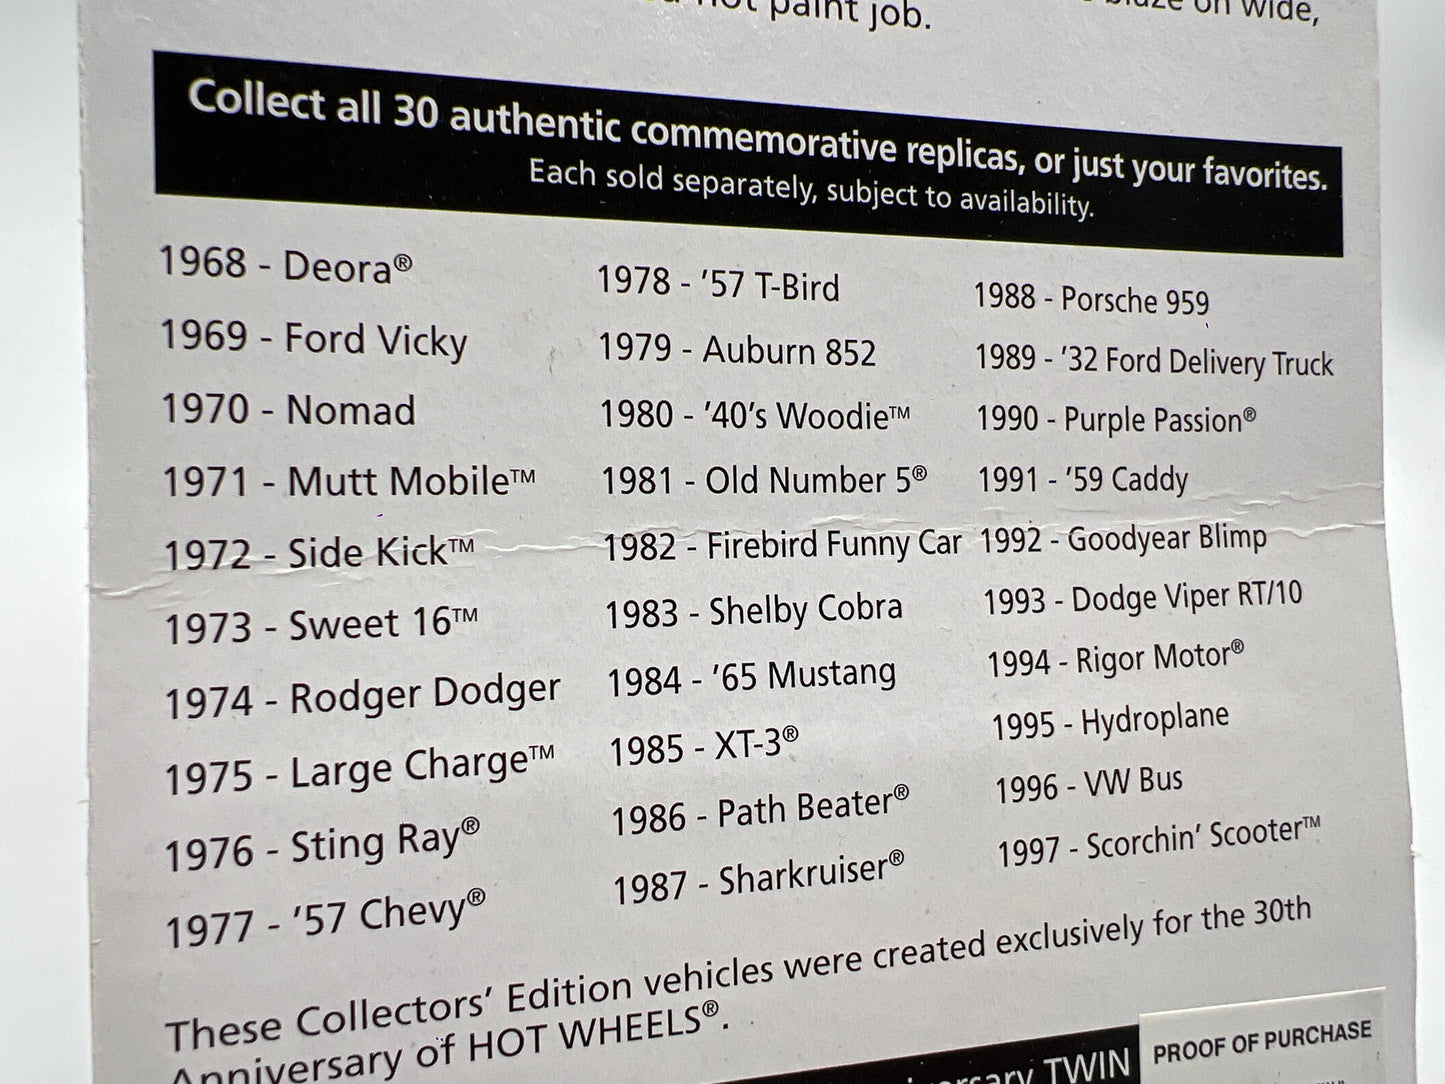 not paint job.
on wide,
Collect all 30 authentic commemorative replicas, or just your favorites.
Each sold separately, subject to availability.
1968 - Deora®
1969 - Ford Vicky
1970 - Nomad
1971 - Mutt Mobile™
1972 - Side Kick™
1973 - Sweet 16™
1974 - Rodger Dodger
1975 - Large Charge™
1976 - Sting Ray®
1977 - ’57 Chevy®
1978 - ’57 T-Bird
1979 - Auburn 852
1980 - ’40’s Woodie™
1981 - Old Number 5®
1982 - Firebird Funny Car
1983 - Shelby Cobra
1984 - ’65 Mustang
1985 - XT-3®
1986 - Path Beater®
1987 - Sharkruiser®
1988 - Porsche 959
1989 - ’32 Ford Delivery Truck
1990 - Purple Passion®
1991 - ’59 Caddy
1992 - Goodyear Blimp
1993 - Dodge Viper RT/10
1994 - Rigor Motor®
1995 - Hydroplane
1996 - VW Bus
1997 - Scorchin’ Scooter™
These Collectors’ Edition vehicles were created exclusively for the 30th
Anniversary of HOT WHEELS®.
TWIN
PROOF OF PURCHASE